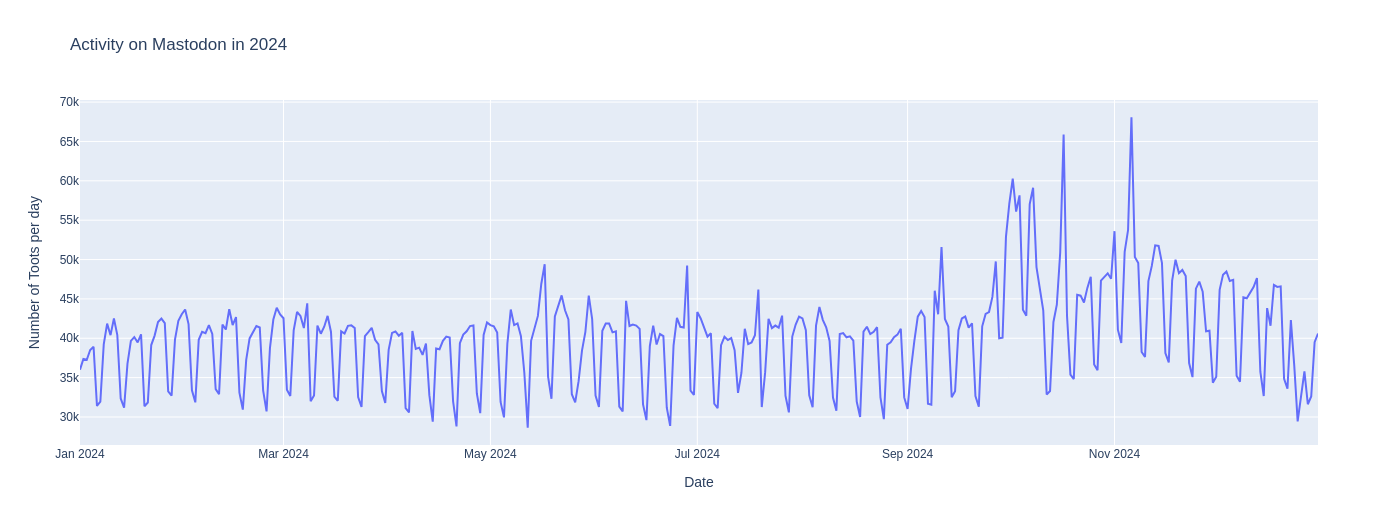 Activity on Mastodon in 2024
70k
65k
60k
55k
50k
45k
40k
35k
30k
Number of Toots per day
Jan 2024 Mar 2024 May 2024 Jul 2024 Sep 2024 Nov 2024
Date